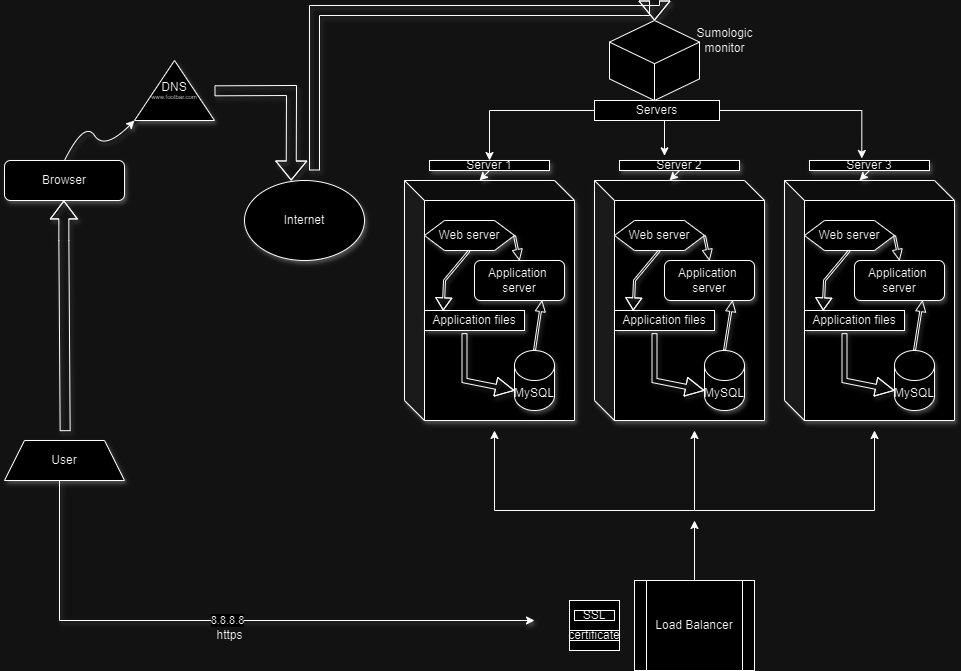 Sumologic
monitor
DNS
www.footbar.com
Servers
Browser
Server 1
Server 2
Server 3
Internet
Web server
Web server
Web server
Application
server
Application
server
Application
server
Application files
Application files
Application files
MySQL
MySQL
MySQL
User
8.8.8.8
https
SSL
certificate
Load Balancer